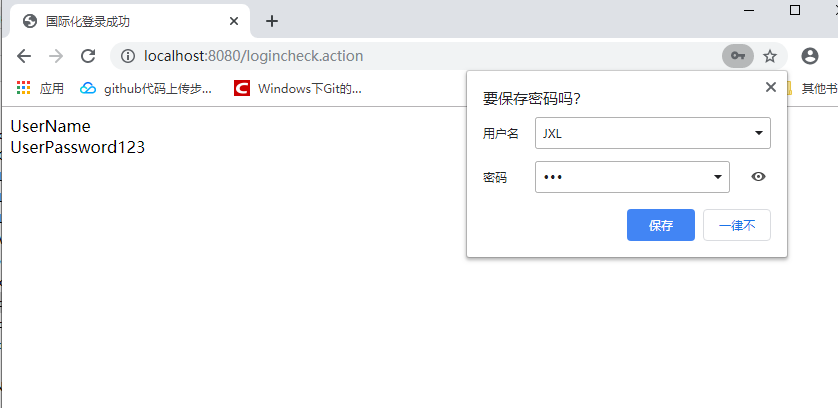 国际化登录成功
localhost:8080/logincheck.action
应用
github代码上传步...
Windows下Git的...
其他书
UserName
UserPassword123
要保存密码吗?
用户名
JXL
密码
•••
保存
一律不